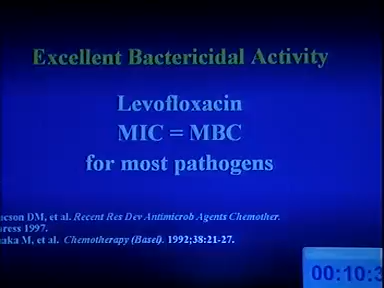 Excellent Bactericidal Activity
Levofloxacin
MIC = MBC
for most pathogens
et al. Recent Res Dev Antimicrob Agents Chemother.
1997.
M, et al. Chemotherapy (Basel). 1992;38:21-27.
00:10:3